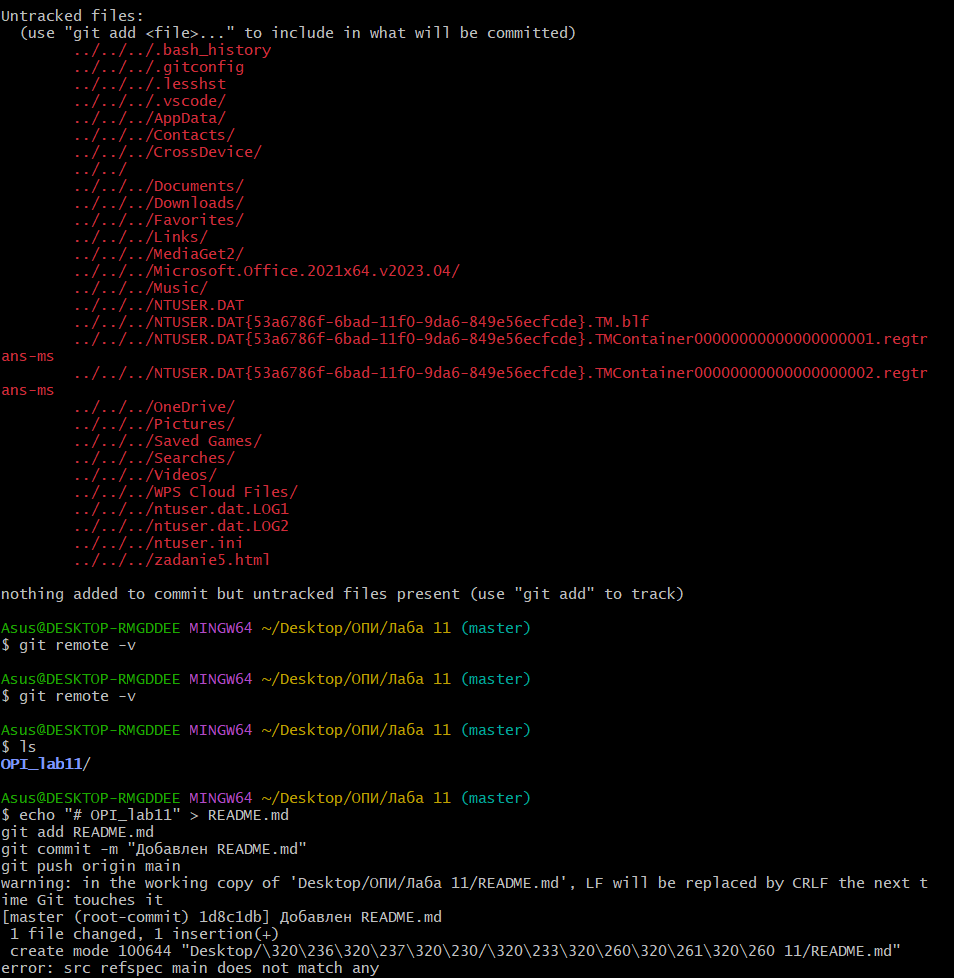 Untracked files:
  (use "git add <file>..." to include in what will be committed)
        ../../../.bash_history
        ../../../.gitconfig
        ../../../.lesshst
        ../../../.vscode/
        ../../../AppData/
        ../../../Contacts/
        ../../../CrossDevice/
        ../../
        ../../../Documents/
        ../../../Downloads/
        ../../../Favorites/
        ../../../Links/
        ../../../MediaGet2/
        ../../../Microsoft.Office.2021x64.v2023.04/
        ../../../Music/
        ../../../NTUSER.DAT
        ../../../NTUSER.DAT{53a6786f-6bad-11f0-9da6-849e56ecfcde}.TM.blf
        ../../../NTUSER.DAT{53a6786f-6bad-11f0-9da6-849e56ecfcde}.TMContainer00000000000000000001.regtr
ans-ms
        ../../../NTUSER.DAT{53a6786f-6bad-11f0-9da6-849e56ecfcde}.TMContainer00000000000000000002.regtr
ans-ms
        ../../../OneDrive/
        ../../../Pictures/
        ../../../Saved Games/
        ../../../Searches/
        ../../../Videos/
        ../../../WPS Cloud Files/
        ../../../ntuser.dat.LOG1
        ../../../ntuser.dat.LOG2
        ../../../ntuser.ini
        ../../../zadanie5.html

nothing added to commit but untracked files present (use "git add" to track)

Asus@DESKTOP-RMGDDEE MINGW64 ~/Desktop/ОПИ/Лаба 11 (master)
$ git remote -v

Asus@DESKTOP-RMGDDEE MINGW64 ~/Desktop/ОПИ/Лаба 11 (master)
$ git remote -v

Asus@DESKTOP-RMGDDEE MINGW64 ~/Desktop/ОПИ/Лаба 11 (master)
$ ls
OPI_lab11/

Asus@DESKTOP-RMGDDEE MINGW64 ~/Desktop/ОПИ/Лаба 11 (master)
$ echo "# OPI_lab11" > README.md
git add README.md
git commit -m "Добавлен README.md"
git push origin main
warning: in the working copy of 'Desktop/ОПИ/Лаба 11/README.md', LF will be replaced by CRLF the next t
ime Git touches it
[master (root-commit) 1d8c1db] Добавлен README.md
 1 file changed, 1 insertion(+)
 create mode 100644 "Desktop/\320\236\320\237\320\230/\320\233\320\260\320\261\320\260 11/README.md"
error: src refspec main does not match any